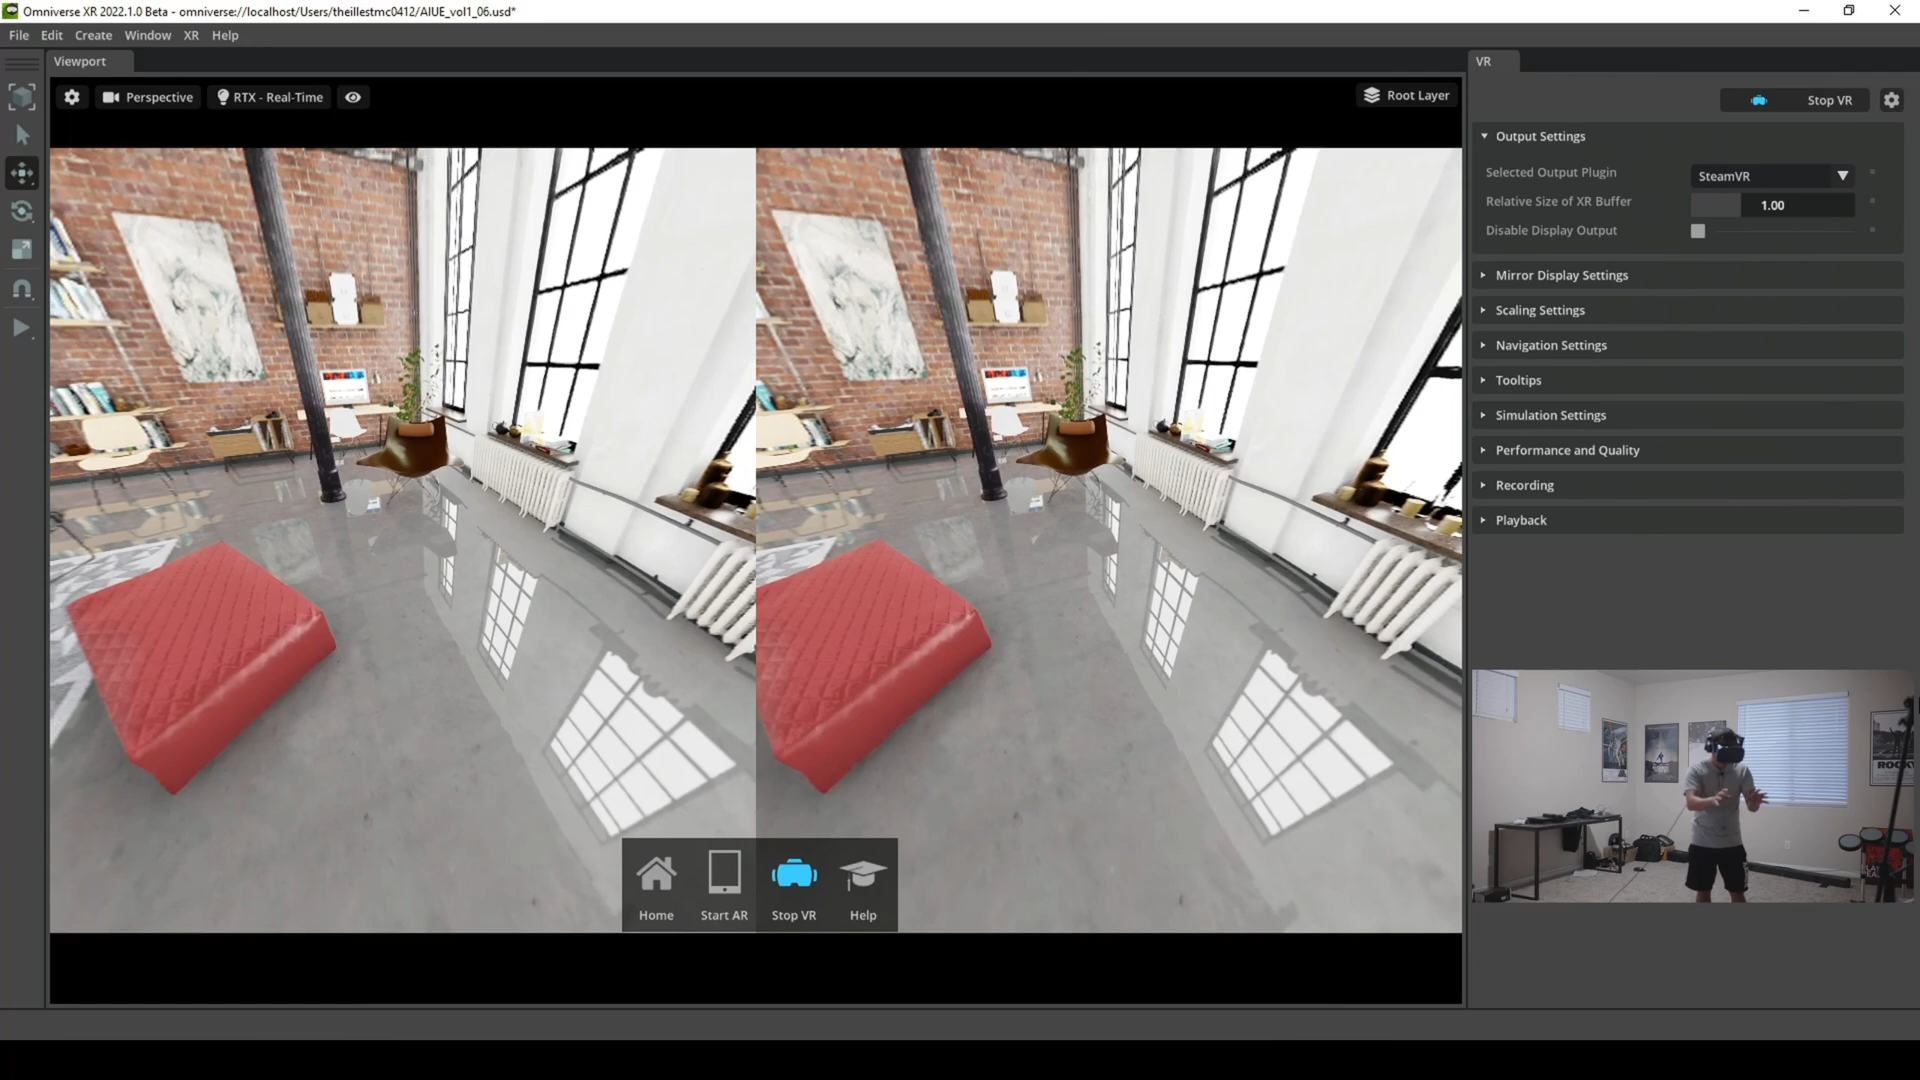 Omniverse XR 2022.1.0 Beta - omniverse://localhost/Users/theillestmc0412/AIUE_vol1_06.usd*
File Edit Create Window XR Help
Viewport
VR
Perspective
RTX - Real-Time
Root Layer
Stop VR
Output Settings
Selected Output Plugin SteamVR
Relative Size of XR Buffer 1.00
Disable Display Output
Mirror Display Settings
Scaling Settings
Navigation Settings
Tooltips
Simulation Settings
Performance and Quality
Recording
Playback
ROCK
Home Start AR Stop VR Help